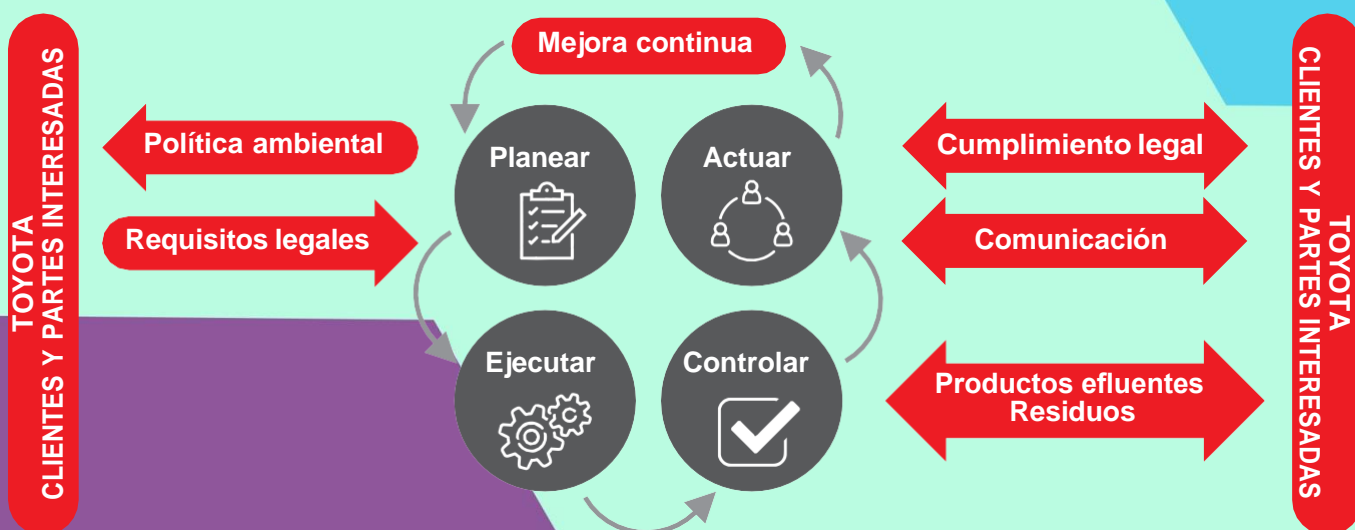 TOYOTA
CLIENTES Y PARTES INTERESADAS
Mejora continua
Política ambiental
Requisitos legales
Planear
Actuar
Ejecutar
Controlar
Cumplimiento legal
Comunicación
Productos efluentes
Residuos
TOYOTA
CLIENTES Y PARTES INTERESADAS